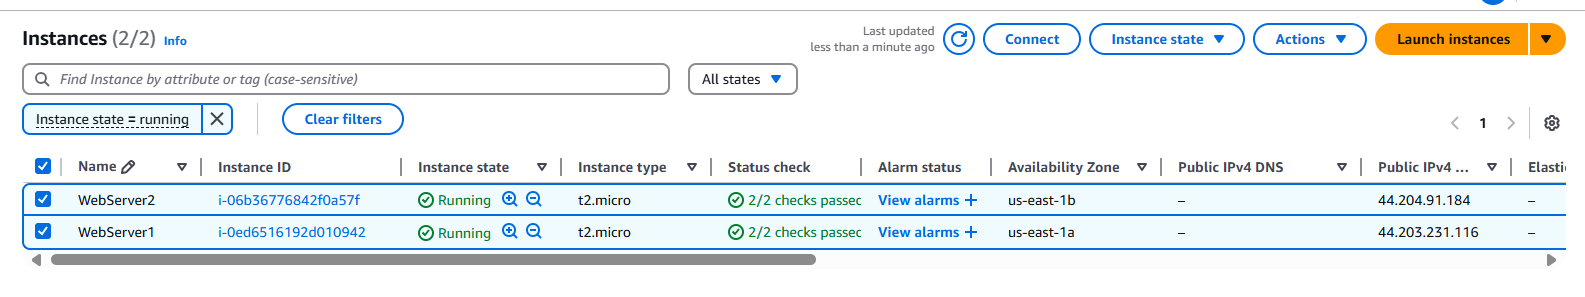 Instances (2/2) Info
Last updated
less than a minute ago
Connect
Instance state
Actions
Launch instances
Find Instance by attribute or tag (case-sensitive)
All states
Instance state = running
Clear filters
1
Name Instance ID Instance state Instance type Status check Alarm status Availability Zone Public IPv4 DNS Public IPv4 ... Elasti
WebServer2 i-06b36776842f0a57f Running t2.micro 2/2 checks passed View alarms + us-east-1b – 44.204.91.184 –
WebServer1 i-0ed6516192d010942 Running t2.micro 2/2 checks passed View alarms + us-east-1a – 44.203.231.116 –